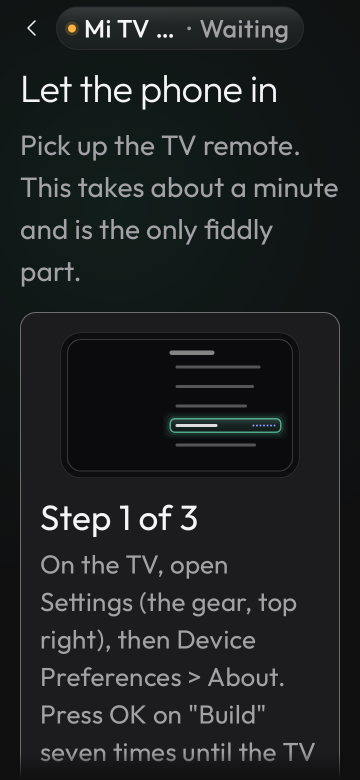 Mi TV ... · Waiting
Let the phone in
Pick up the TV remote.
This takes about a minute
and is the only fiddly
part.
Step 1 of 3
On the TV, open
Settings (the gear, top
right), then Device
Preferences > About.
Press OK on "Build"
seven times until the TV